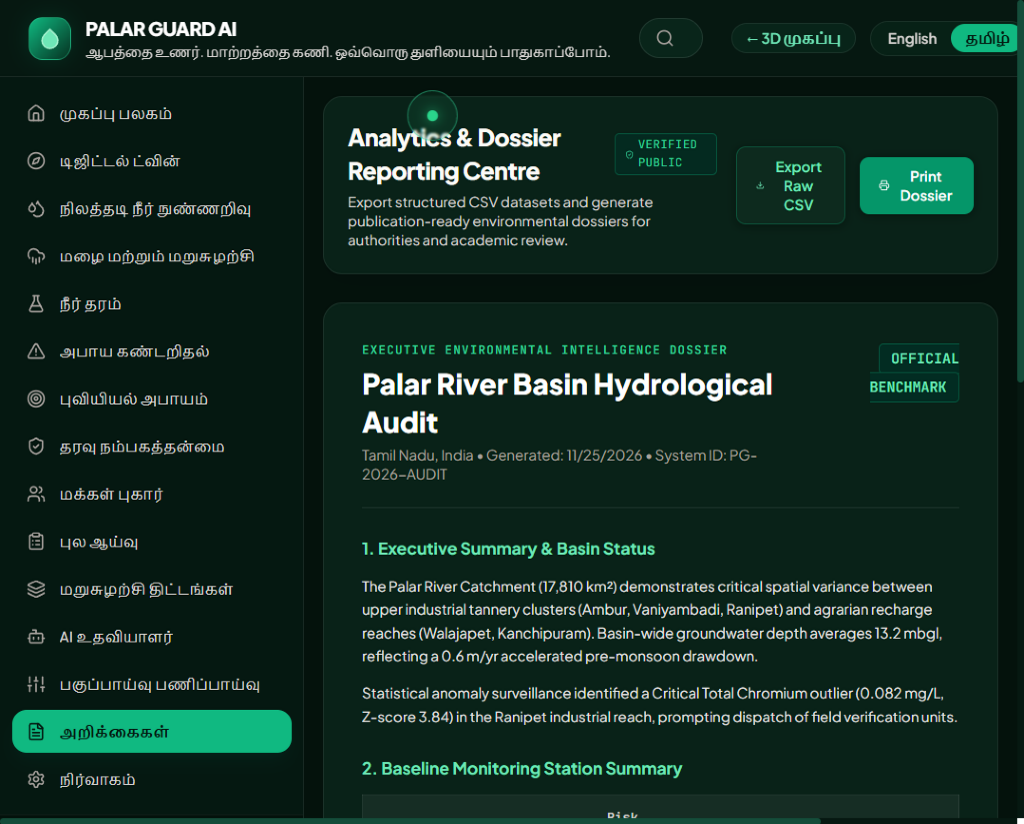 PALAR GUARD AI
ஆபத்தை உணர். மாற்றத்தை கணி. ஒவ்வொரு துளியையும் பாதுகாப்போம்.
←3D முகப்பு
English
தமிழ்
முகப்பு பலகம்
டிஜிட்டல் ட்வின்
நிலத்தடி நீர் நுண்ணறிவு
மழை மற்றும் மறுசுழற்சி
நீர் தரம்
அபாய கண்டறிதல்
புவியியல் அபாயம்
தரவு நம்பகத்தன்மை
மக்கள் புகார்
புல ஆய்வு
மறுசுழற்சி திட்டங்கள்
AI உதவியாளர்
பகுப்பாய்வு பணிப்பாய்வு
அறிக்கைகள்
நிர்வாகம்
Analytics & Dossier
Reporting Centre
Export structured CSV datasets and generate
publication-ready environmental dossiers for
authorities and academic review.
VERIFIED
PUBLIC
Export
Raw
CSV
Print
Dossier
EXECUTIVE ENVIRONMENTAL INTELLIGENCE DOSSIER
Palar River Basin Hydrological
Audit
Tamil Nadu, India • Generated: 11/25/2026 • System ID: PG-
2026-AUDIT
OFFICIAL
BENCHMARK
1. Executive Summary & Basin Status
The Palar River Catchment (17,810 km²) demonstrates critical spatial variance between
upper industrial tannery clusters (Ambur, Vaniyambadi, Ranipet) and agrarian recharge
reaches (Walajapet, Kanchipuram). Basin-wide groundwater depth averages 13.2 mbgl,
reflecting a 0.6 m/yr accelerated pre-monsoon drawdown.
Statistical anomaly surveillance identified a Critical Total Chromium outlier (0.082 mg/L,
Z-score 3.84) in the Ranipet industrial reach, prompting dispatch of field verification units.
2. Baseline Monitoring Station Summary
Risk